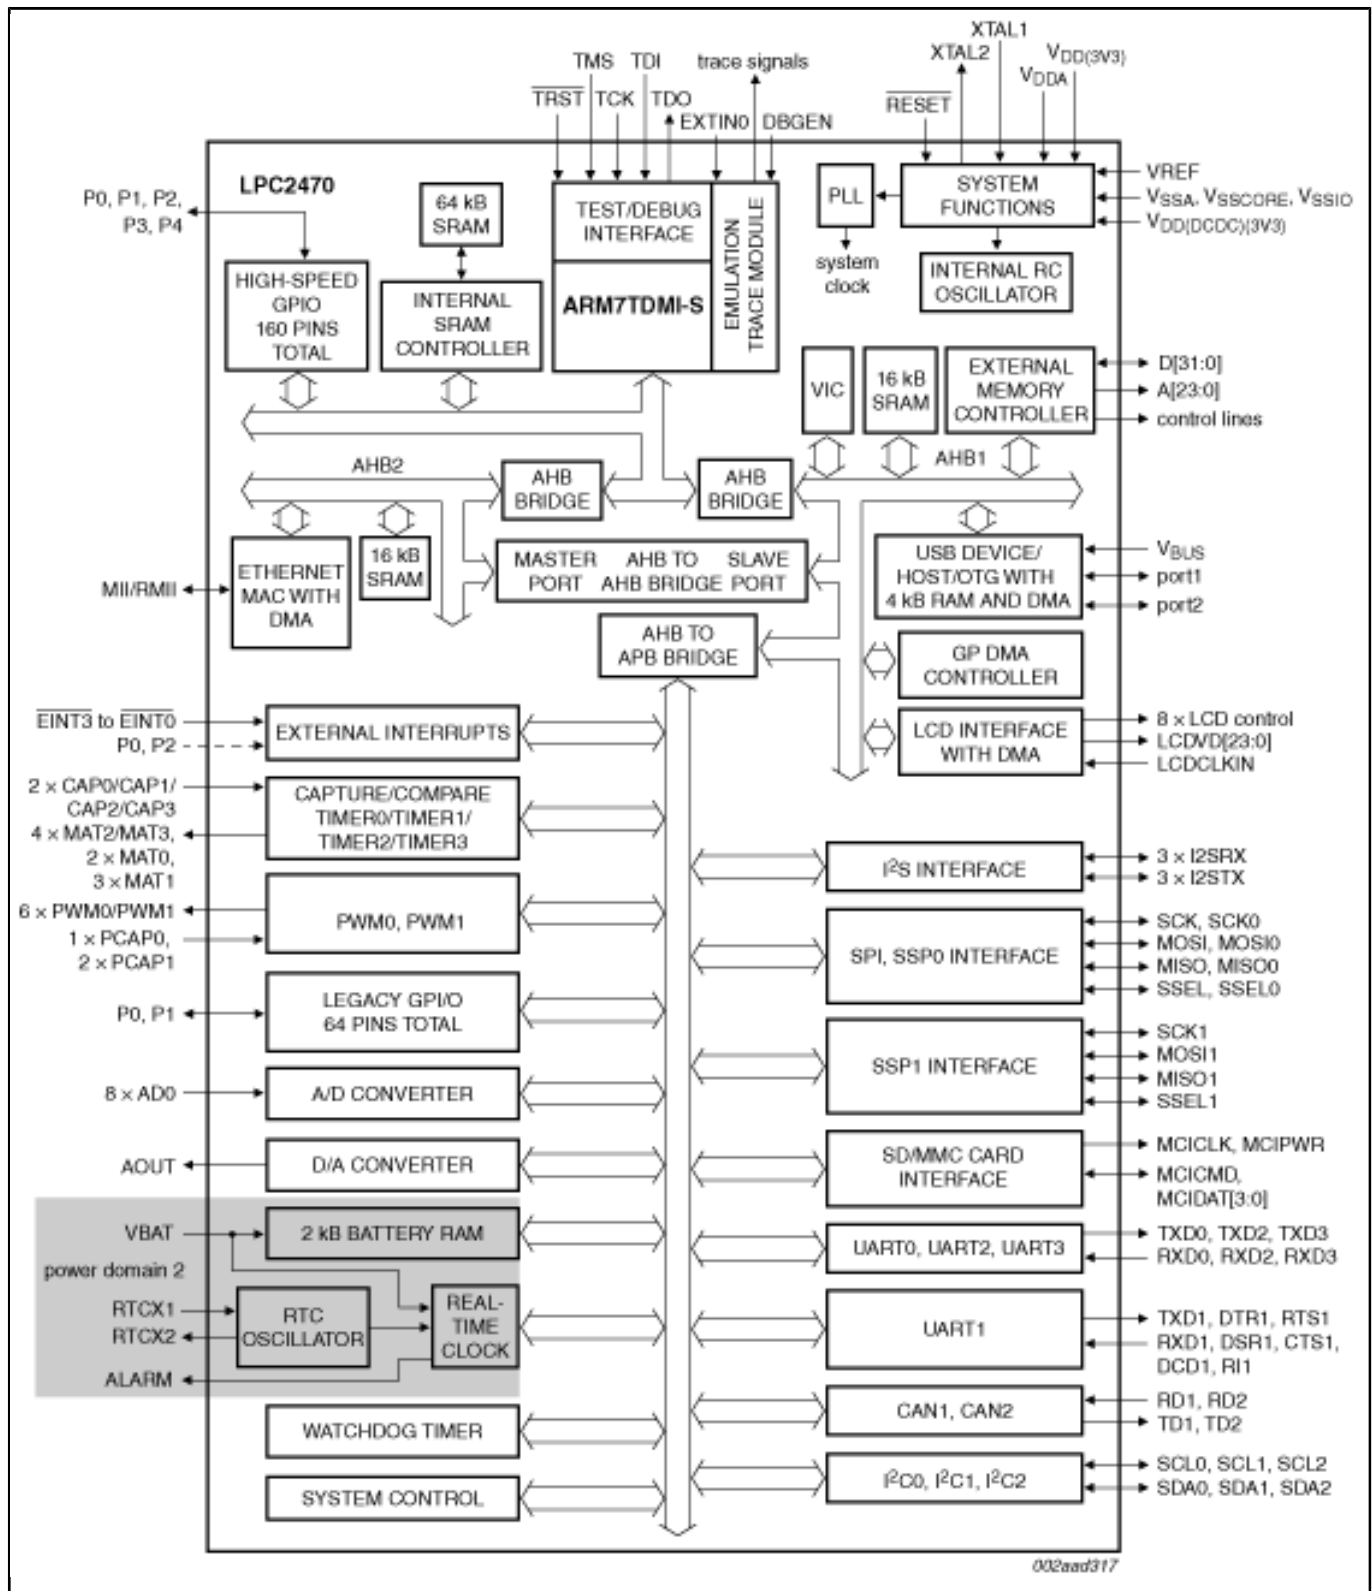 XTAL1
XTAL2
VDD(3V3)
VDDA
RESET
TMS
TDI
trace signals
TRST
TCK
TDO
EXTIN0
DBGEN
LPC2470
P0, P1, P2,
P3, P4
64 kB
SRAM
TEST/DEBUG
INTERFACE
EMULATION
TRACE MODULE
PLL
SYSTEM
FUNCTIONS
VREF
VSSA, VSSCORE, VSSIO
VDD(DCDC)(3V3)
system
clock
INTERNAL RC
OSCILLATOR
HIGH-SPEED
GPIO
160 PINS
TOTAL
INTERNAL
SRAM
CONTROLLER
ARM7TDMI-S
VIC
16 kB
SRAM
EXTERNAL
MEMORY
CONTROLLER
D[31:0]
A[23:0]
control lines
AHB2
AHB
BRIDGE
AHB
BRIDGE
AHB1
ETHERNET
MAC WITH
DMA
MII/RMII
16 kB
SRAM
MASTER
PORT
AHB TO
AHB BRIDGE
SLAVE
PORT
USB DEVICE/
HOST/OTG WITH
4 kB RAM AND DMA
VBUS
port1
port2
AHB TO
APB BRIDGE
GP DMA
CONTROLLER
LCD INTERFACE
WITH DMA
8 × LCD control
LCDVD[23:0]
LCDCLKIN
EINT3 to EINT0
P0, P2
EXTERNAL INTERRUPTS
2 × CAP0/CAP1/
CAP2/CAP3
4 × MAT2/MAT3,
2 × MAT0,
3 × MAT1
CAPTURE/COMPARE
TIMER0/TIMER1/
TIMER2/TIMER3
6 × PWM0/PWM1
1 × PCAP0,
2 × PCAP1
PWM0, PWM1
P0, P1
LEGACY GPI/O
64 PINS TOTAL
8 × AD0
A/D CONVERTER
AOUT
D/A CONVERTER
VBAT
2 kB BATTERY RAM
power domain 2
RTCX1
RTCX2
RTC
OSCILLATOR
REAL-
TIME
CLOCK
ALARM
WATCHDOG TIMER
SYSTEM CONTROL
I2S INTERFACE
3 × I2SRX
3 × I2STX
SPI, SSP0 INTERFACE
SCK, SCK0
MOSI, MOSI0
MISO, MISO0
SSEL, SSEL0
SSP1 INTERFACE
SCK1
MOSI1
MISO1
SSEL1
SD/MMC CARD
INTERFACE
MCICLK, MCIPWR
MCICMD,
MCIDAT[3:0]
UART0, UART2, UART3
TXD0, TXD2, TXD3
RXD0, RXD2, RXD3
UART1
TXD1, DTR1, RTS1
RXD1, DSR1, CTS1,
DCD1, RI1
CAN1, CAN2
RD1, RD2
TD1, TD2
I2C0, I2C1, I2C2
SCL0, SCL1, SCL2
SDA0, SDA1, SDA2
002aad317